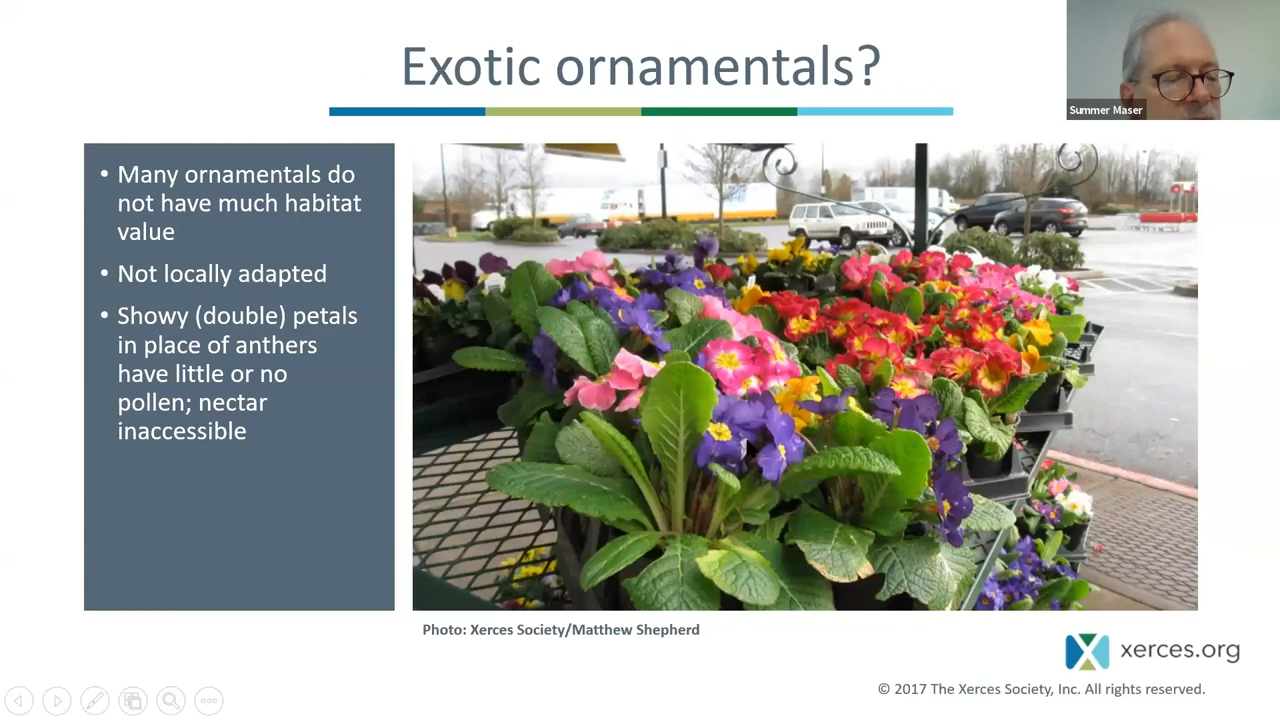 Exotic ornamentals?
Summer Maser
• Many ornamentals do
not have much habitat
value
• Not locally adapted
• Showy (double) petals
in place of anthers
have little or no
pollen; nectar
inaccessible
Photo: Xerces Society/Matthew Shepherd
xerces.org
© 2017 The Xerces Society, Inc. All rights reserved.